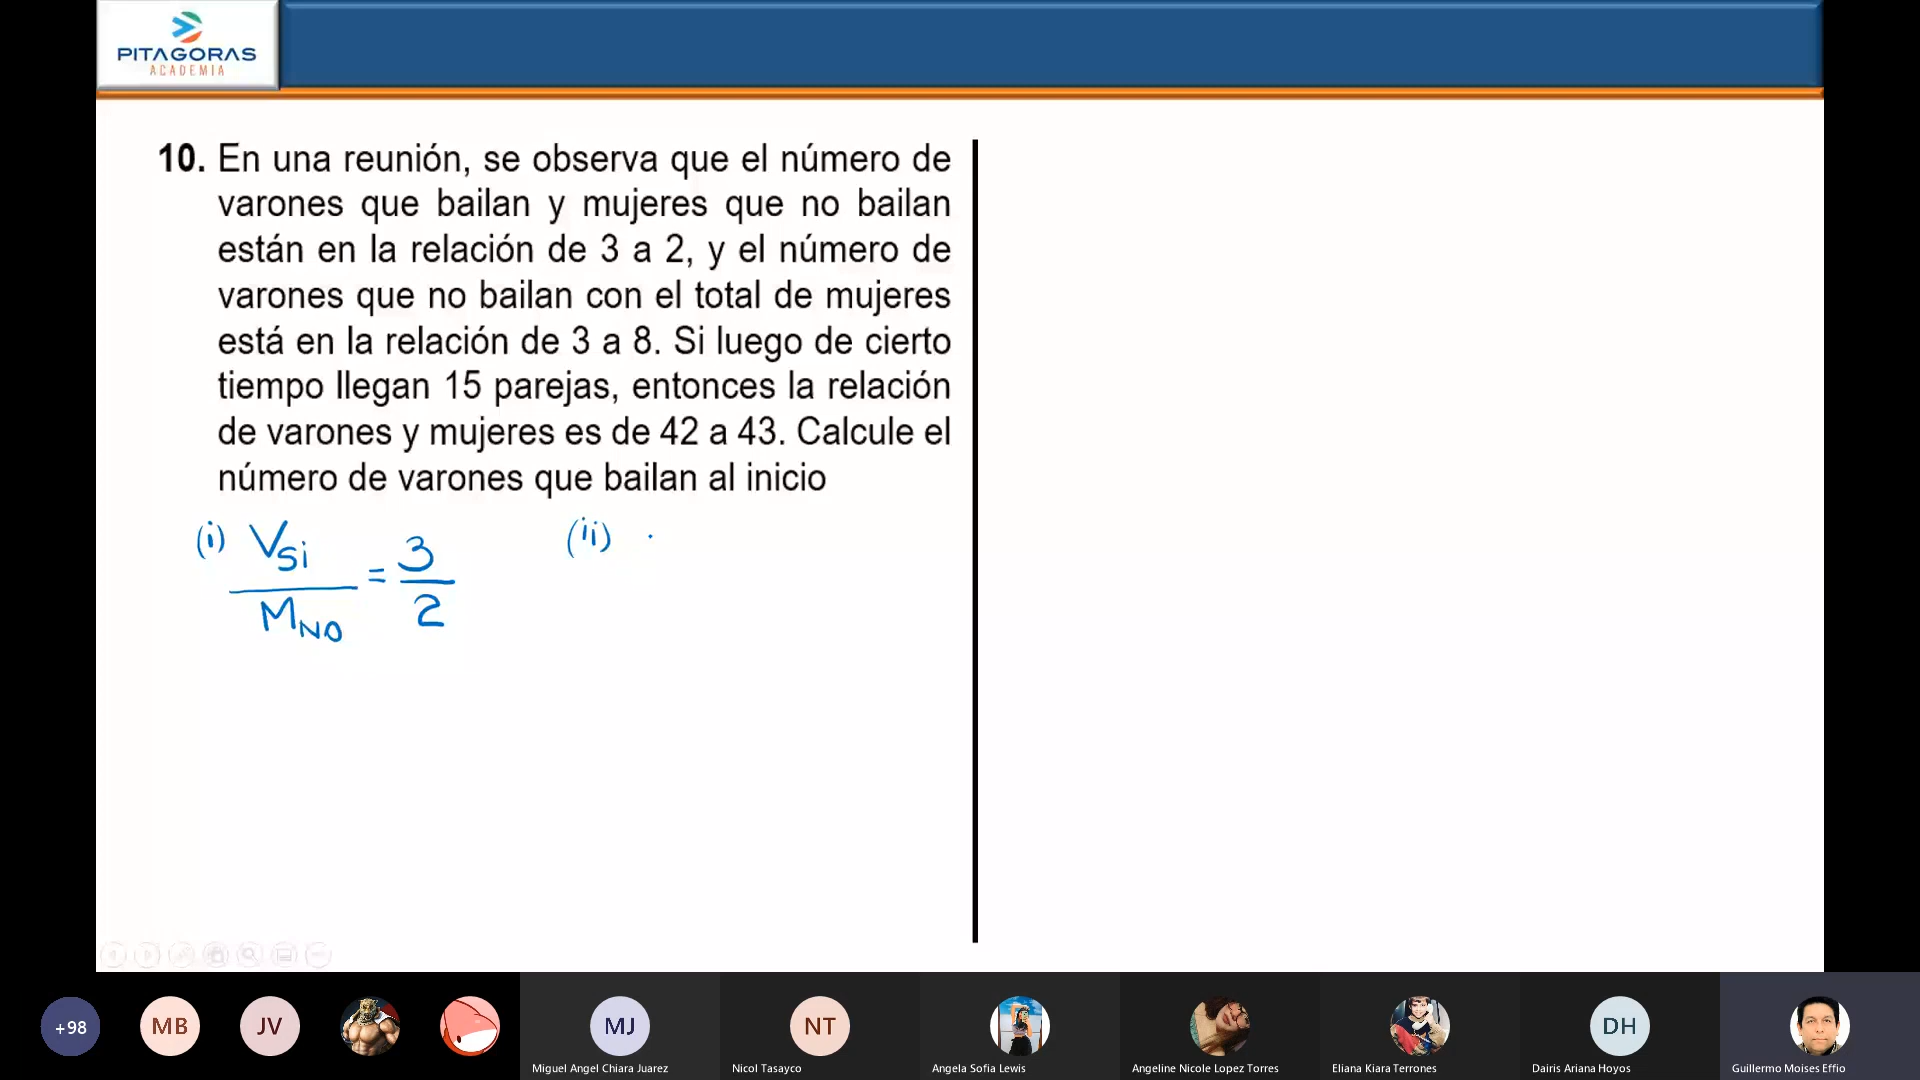 PITAGORAS
ACADEMIA
10. En una reunión, se observa que el número de
varones que bailan y mujeres que no bailan
están en la relación de 3 a 2, y el número de
varones que no bailan con el total de mujeres
está en la relación de 3 a 8. Si luego de cierto
tiempo llegan 15 parejas, entonces la relación
de varones y mujeres es de 42 a 43. Calcule el
número de varones que bailan al inicio
(i) Vsi / MNO = 3 / 2
(ii)
+98
MB
JV
MJ
NT
DH
Miguel Angel Chiara Juarez
Nicol Tasayco
Angela Sofia Lewis
Angeline Nicole Lopez Torres
Eliana Kiara Terrones
Dairis Ariana Hoyos
Guillermo Moises Effio